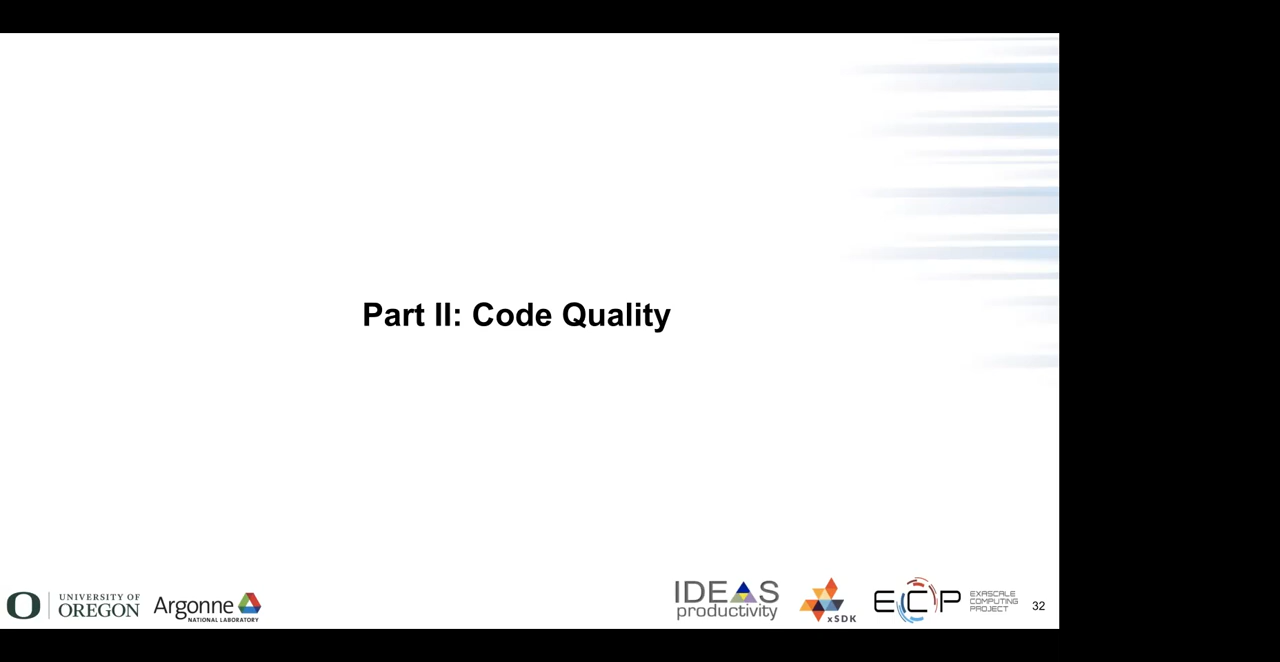 Part II: Code Quality
UNIVERSITY OF
OREGON
Argonne
NATIONAL LABORATORY
IDEAS
productivity
xSDK
ECP
EXASCALE
COMPUTING
PROJECT
32